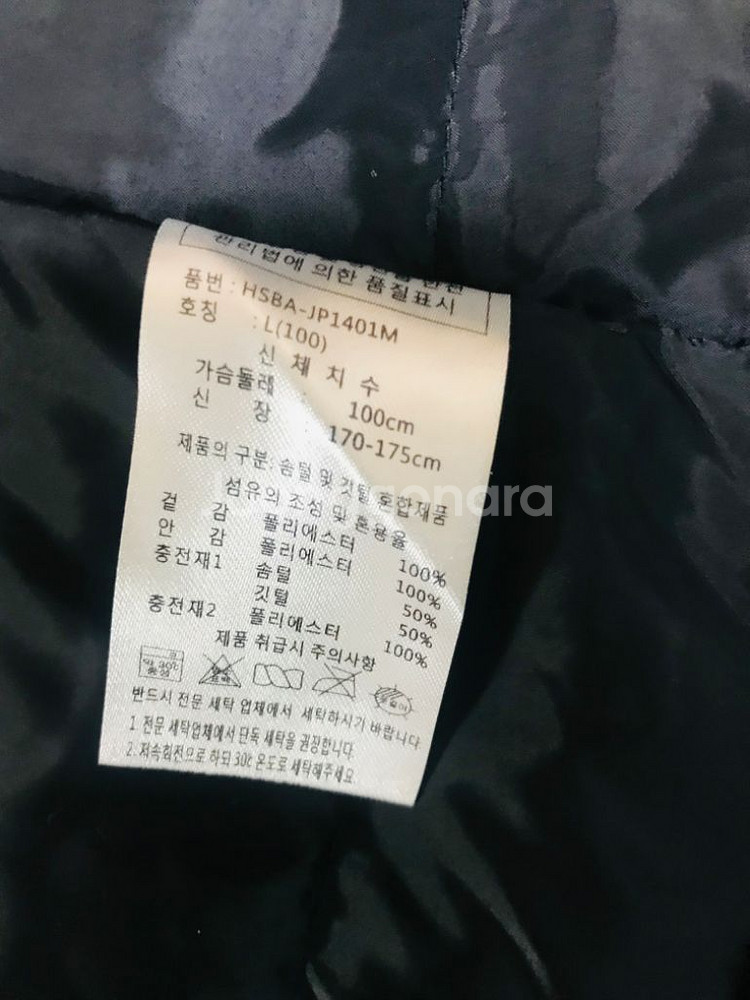 관리법에 의한 품질표시
품번 : HSBA-JP1401M
호칭 : L(100)
신 체 치 수
가슴둘레 : 100cm
신 장 : 170-175cm
제품의 구분: 솜털 및 깃털 혼합제품
섬유의 조성 및 혼용율
겉 감 폴리에스터 100%
안 감 폴리에스터 100%
충전재1 솜털 50%
깃털 50%
충전재2 폴리에스터 100%
제품 취급시 주의사항
약 30℃
중성
반드시 전문 세탁 업체에서 세탁하시기 바랍니다.
1. 전문 세탁업체에서 단독 세탁을 권장합니다.
2. 저속회전으로 하되 30℃ 온도로 세탁해주세요.